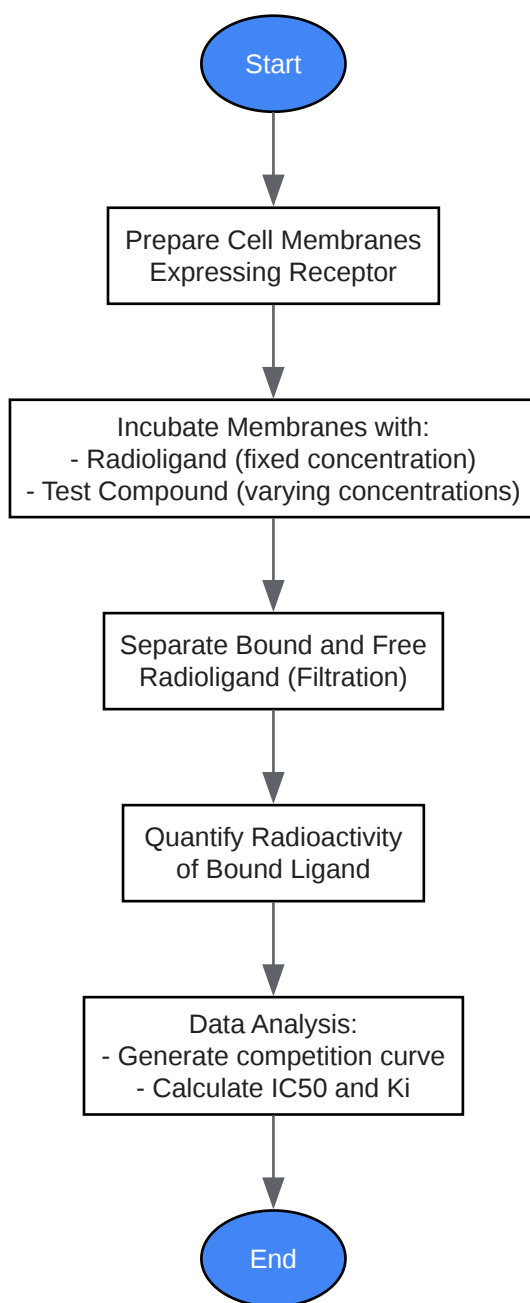 Start
Prepare Cell Membranes
Expressing Receptor
Incubate Membranes with:
- Radioligand (fixed concentration)
- Test Compound (varying concentrations)
Separate Bound and Free
Radioligand (Filtration)
Quantify Radioactivity
of Bound Ligand
Data Analysis:
- Generate competition curve
- Calculate IC50 and Ki
End